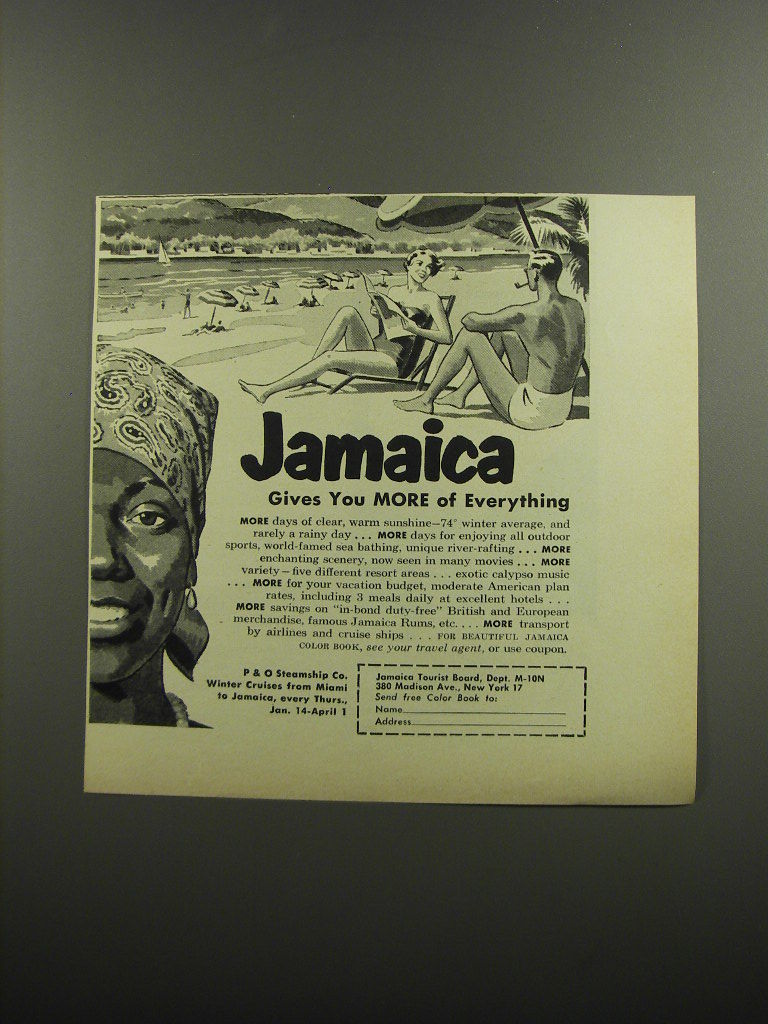 Jamaica
Gives You MORE of Everything
MORE days of clear, warm sunshine—74° winter average, and
rarely a rainy day . . . MORE days for enjoying all outdoor
sports, world-famed sea bathing, unique river-rafting . . . MORE
enchanting scenery, now seen in many movies . . . MORE
variety—five different resort areas . . . exotic calypso music
. . . MORE for your vacation budget, moderate American plan
rates, including 3 meals daily at excellent hotels . . .
MORE savings on "in-bond duty-free" British and European
merchandise, famous Jamaica Rums, etc. . . . MORE transport
by airlines and cruise ships . . . FOR BEAUTIFUL JAMAICA
COLOR BOOK, see your travel agent, or use coupon.
P & O Steamship Co.
Winter Cruises from Miami
to Jamaica, every Thurs.,
Jan. 14-April 1
Jamaica Tourist Board, Dept. M-10N
380 Madison Ave., New York 17
Send free Color Book to:
Name
Address